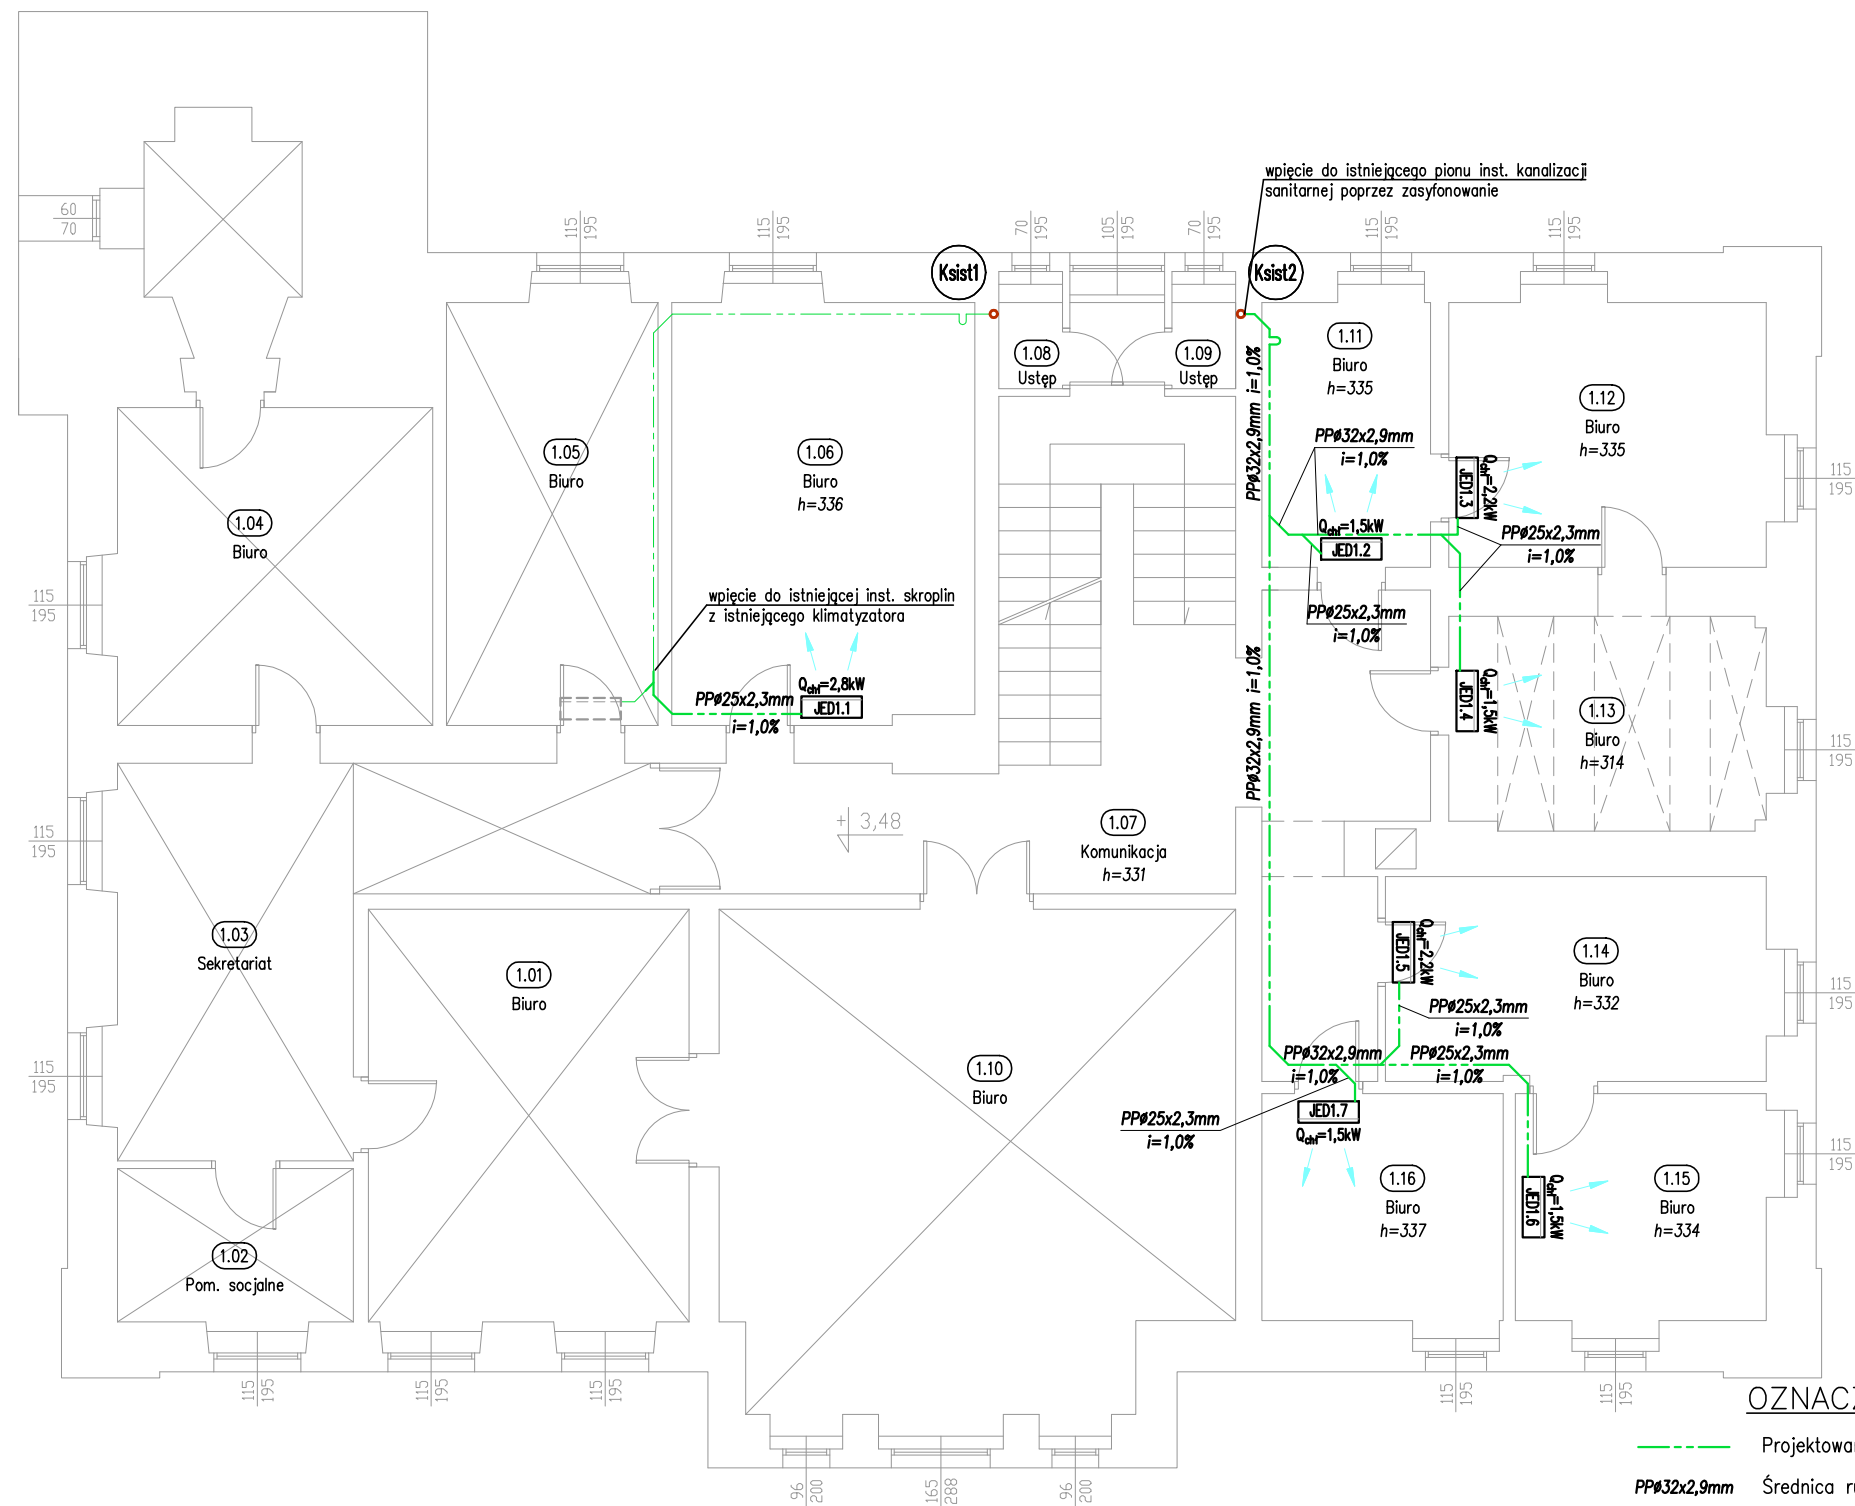 wpięcie do istniejącego pionu inst. kanalizacji
sanitarnej poprzez zasyfonowanie
60
70
115
195
115
195
70
195
105
195
70
195
115
195
115
195
Ksist1
Ksist2
1.08
Ustęp
1.09
Ustęp
1.11
Biuro
h=335
1.12
Biuro
h=335
PPø32x2,9mm i=1,0%
PPø32x2,9mm
i=1,0%
1.05
Biuro
1.06
Biuro
h=336
1.04
Biuro
Qchł=2,2kW
JED1.3
115
195
Qchł=1,5kW
JED1.2
PPø25x2,3mm
i=1,0%
115
195
wpięcie do istniejącej inst. skroplin
z istniejącego klimatyzatora
PPø25x2,3mm
i=1,0%
PPø25x2,3mm
i=1,0%
Qchł=2,8kW
JED1.1
PPø32x2,9mm i=1,0%
Qchł=1,5kW
JED1.4
1.13
Biuro
h=314
115
195
115
195
+ 3,48
1.07
Komunikacja
h=331
1.03
Sekretariat
1.01
Biuro
Qchł=2,2kW
JED1.5
1.14
Biuro
h=332
115
195
PPø25x2,3mm
i=1,0%
115
195
1.10
Biuro
PPø32x2,9mm
i=1,0%
PPø25x2,3mm
i=1,0%
PPø25x2,3mm
i=1,0%
JED1.7
Qchł=1,5kW
115
195
1.16
Biuro
h=337
Qchł=1,5kW
JED1.6
1.15
Biuro
h=334
1.02
Pom. socjalne
115
195
115
195
115
195
115
195
115
195
96
200
165
288
96
200
OZNACZ
Projektowan
PPø32x2,9mm Średnica ru